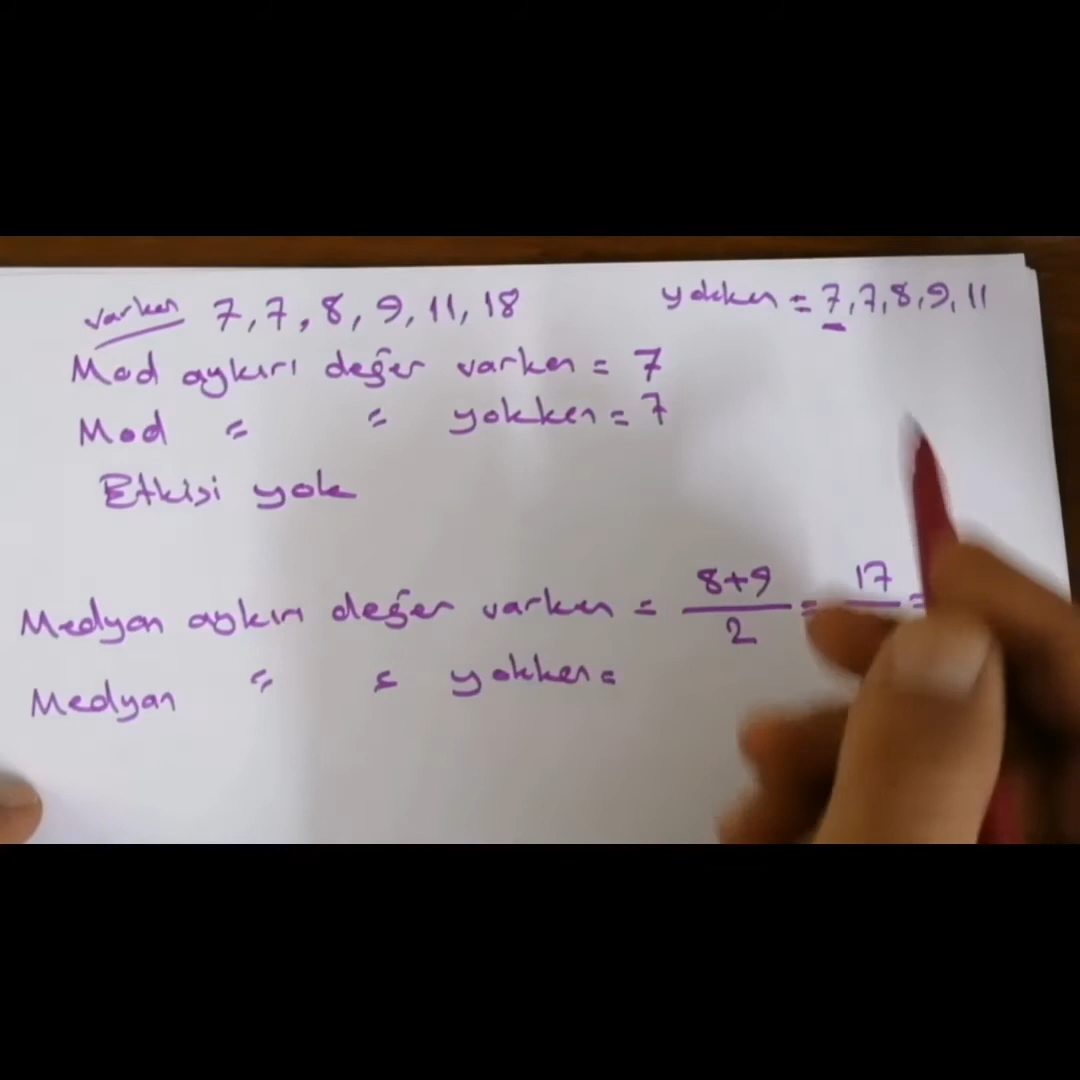 varken 7, 7, 8, 9, 11, 18
yokken = 7, 7, 8, 9, 11
Mod aykırı değer varken = 7
Mod " " yokken = 7
Etkisi yok
Medyan aykırı değer varken = 8+9/2 = 17
Medyan " " yokken =